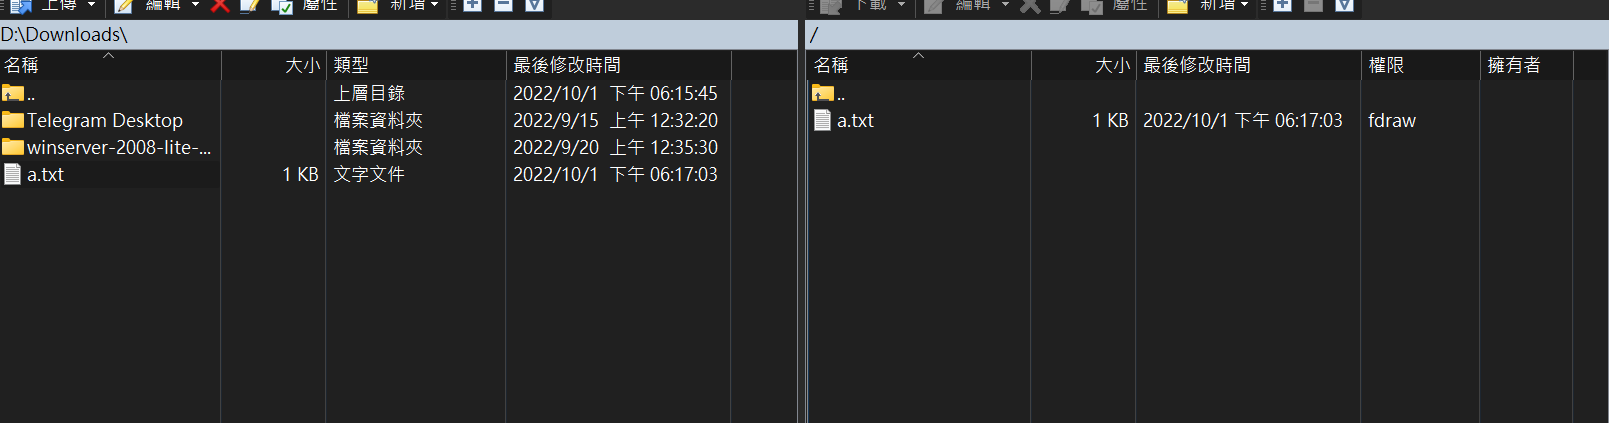 上傳 編輯 屬性 新增 下載 編輯 屬性 新增
D:\Downloads\ /
名稱 大小 類型 最後修改時間 名稱 大小 最後修改時間 權限 擁有者
.. 上層目錄 2022/10/1 下午 06:15:45 ..
Telegram Desktop 檔案資料夾 2022/9/15 上午 12:32:20 a.txt 1 KB 2022/10/1 下午 06:17:03 fdraw
winserver-2008-lite-... 檔案資料夾 2022/9/20 上午 12:35:30
a.txt 1 KB 文字文件 2022/10/1 下午 06:17:03